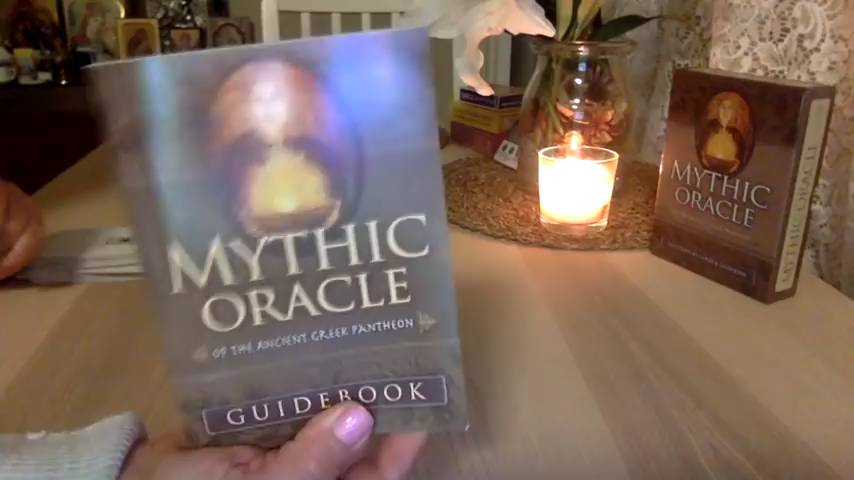 MYTHIC
ORACLE
OF THE ANCIENT GREEK PANTHEON
GUIDEBOOK
MYTHIC
ORACLE
MYTHIC ORACLE